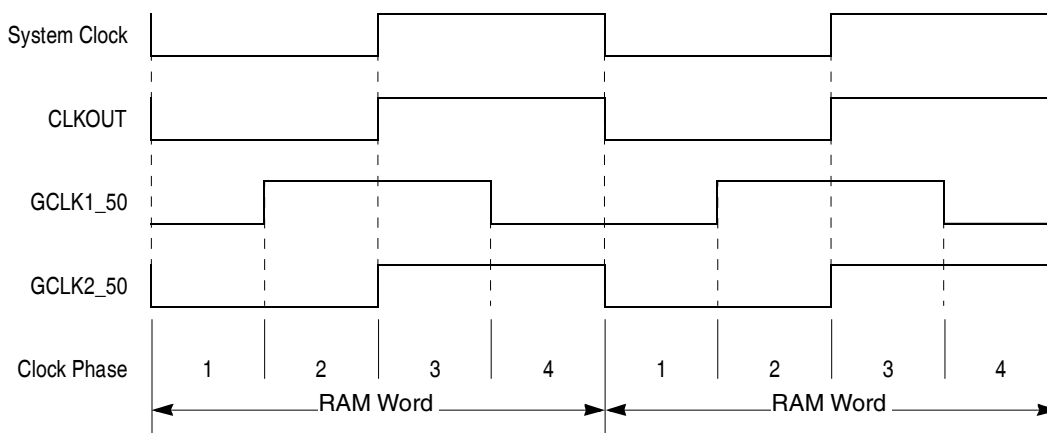 System Clock
CLKOUT
GCLK1_50
GCLK2_50
Clock Phase 1 2 3 4 1 2 3 4
RAM Word RAM Word